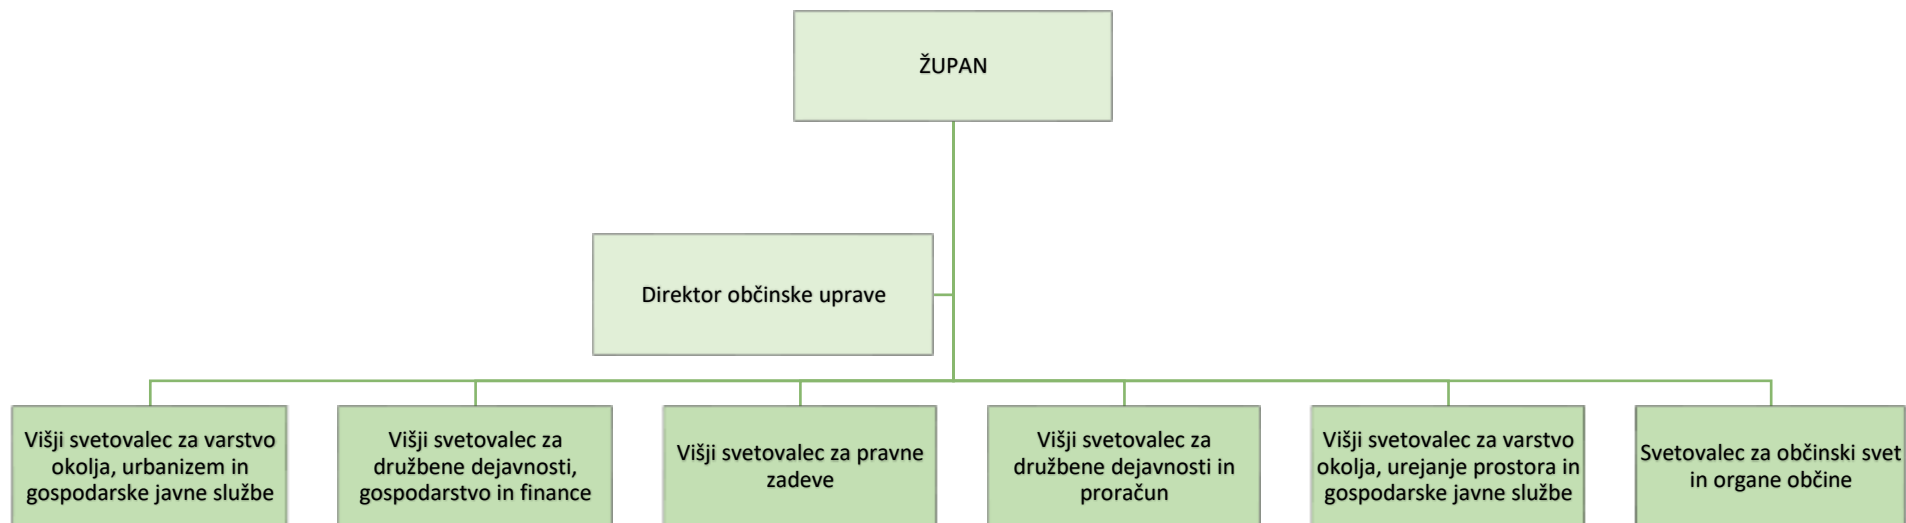 ŽUPAN
Direktor občinske uprave
Višji svetovalec za varstvo
okolja, urbanizem in
gospodarske javne službe
Višji svetovalec za
družbene dejavnosti,
gospodarstvo in finance
Višji svetovalec za pravne
zadeve
Višji svetovalec za
družbene dejavnosti in
proračun
Višji svetovalec za varstvo
okolja, urejanje prostora in
gospodarske javne službe
Svetovalec za občinski svet
in organe občine